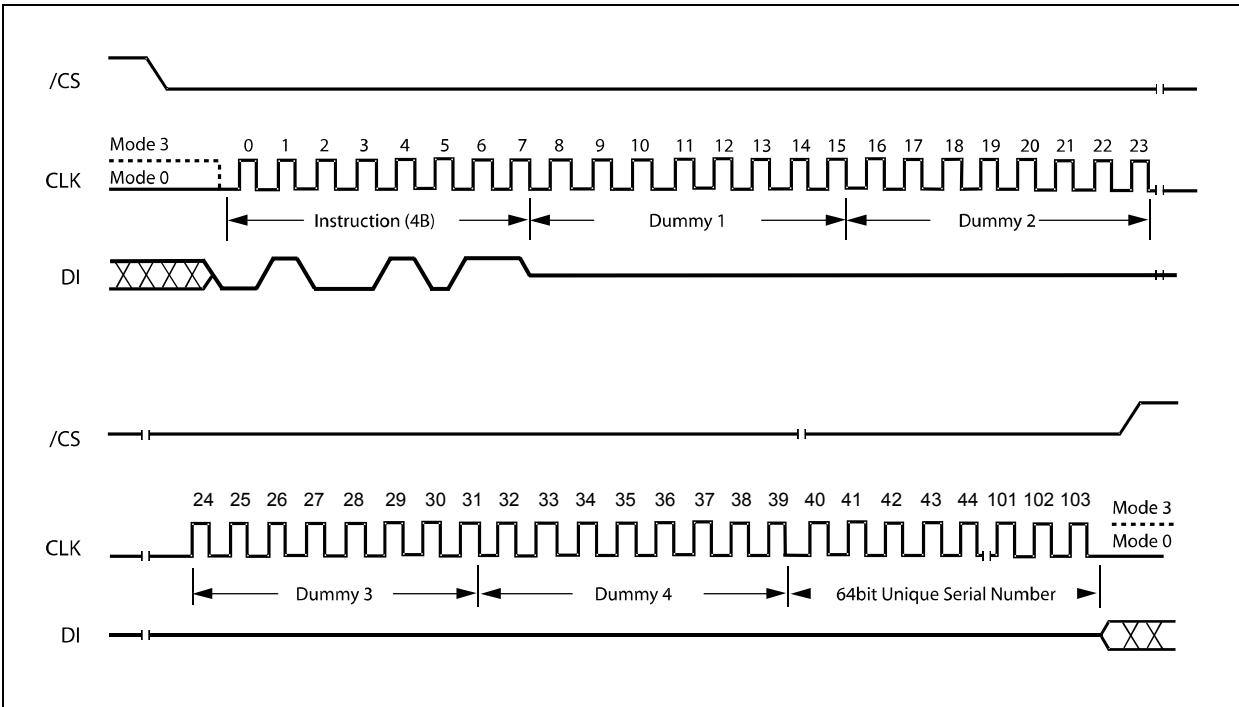 /CS
Mode 3
0 1 2 3 4 5 6 7 8 9 10 11 12 13 14 15 16 17 18 19 20 21 22 23
CLK
Mode 0
Instruction (4B)
Dummy 1
Dummy 2
DI
/CS
24 25 26 27 28 29 30 31 32 33 34 35 36 37 38 39 40 41 42 43 44 101 102 103
Mode 3
CLK
Mode 0
Dummy 3
Dummy 4
64bit Unique Serial Number
DI